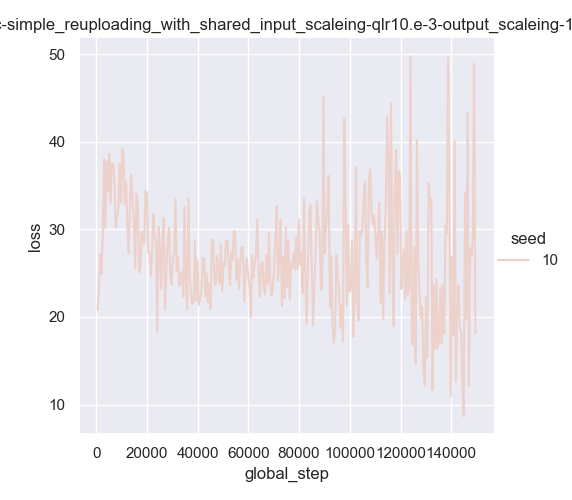 c-simple_reuploading_with_shared_input_scaleing-qlr10.e-3-output_scaleing-1
50
40
30
20
10
loss
seed
10
0 20000 40000 60000 80000 100000 120000 140000
global_step